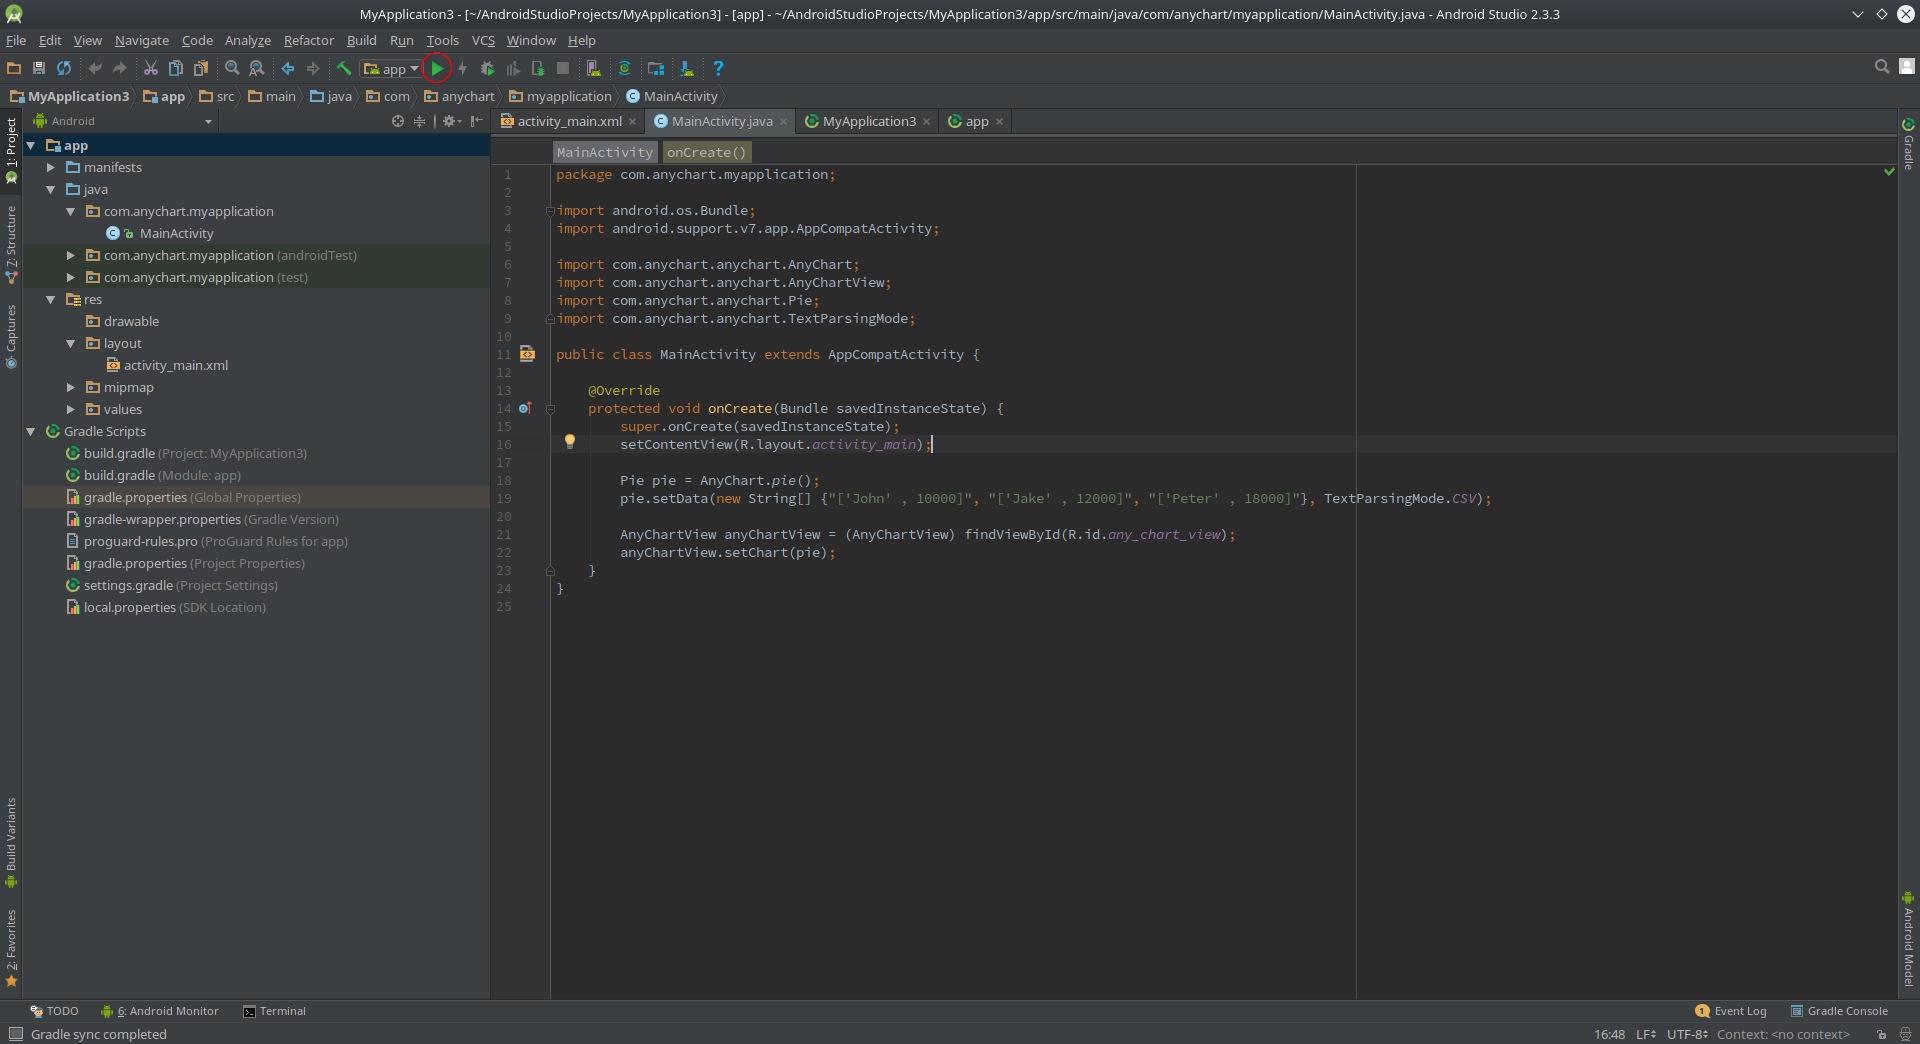 MyApplication3 - [~/AndroidStudioProjects/MyApplication3] - [app] - ~/AndroidStudioProjects/MyApplication3/app/src/main/java/com/anychart/myapplication/MainActivity.java - Android Studio 2.3.3
File Edit View Navigate Code Analyze Refactor Build Run Tools VCS Window Help
app
MyApplication3 app src main java com anychart myapplication MainActivity
Android
activity_main.xml MainActivity.java MyApplication3 app
MainActivity onCreate()
1: Project
7: Structure
Captures
Build Variants
2: Favorites
app
manifests
java
com.anychart.myapplication
MainActivity
com.anychart.myapplication (androidTest)
com.anychart.myapplication (test)
res
drawable
layout
activity_main.xml
mipmap
values
Gradle Scripts
build.gradle (Project: MyApplication3)
build.gradle (Module: app)
gradle.properties (Global Properties)
gradle-wrapper.properties (Gradle Version)
proguard-rules.pro (ProGuard Rules for app)
gradle.properties (Project Properties)
settings.gradle (Project Settings)
local.properties (SDK Location)
1 package com.anychart.myapplication;
2
3 import android.os.Bundle;
4 import android.support.v7.app.AppCompatActivity;
5
6 import com.anychart.anychart.AnyChart;
7 import com.anychart.anychart.AnyChartView;
8 import com.anychart.anychart.Pie;
9 import com.anychart.anychart.TextParsingMode;
10
11 public class MainActivity extends AppCompatActivity {
12
13 @Override
14 protected void onCreate(Bundle savedInstanceState) {
15 super.onCreate(savedInstanceState);
16 setContentView(R.layout.activity_main);
17
18 Pie pie = AnyChart.pie();
19 pie.setData(new String[] {"['John' , 10000]", "['Jake' , 12000]", "['Peter' , 18000]"}, TextParsingMode.CSV);
20
21 AnyChartView anyChartView = (AnyChartView) findViewById(R.id.any_chart_view);
22 anyChartView.setChart(pie);
23 }
24 }
25
Gradle
Android Model
TODO 6: Android Monitor Terminal 1 Event Log Gradle Console
Gradle sync completed 16:48 LF UTF-8 Context: <no context>